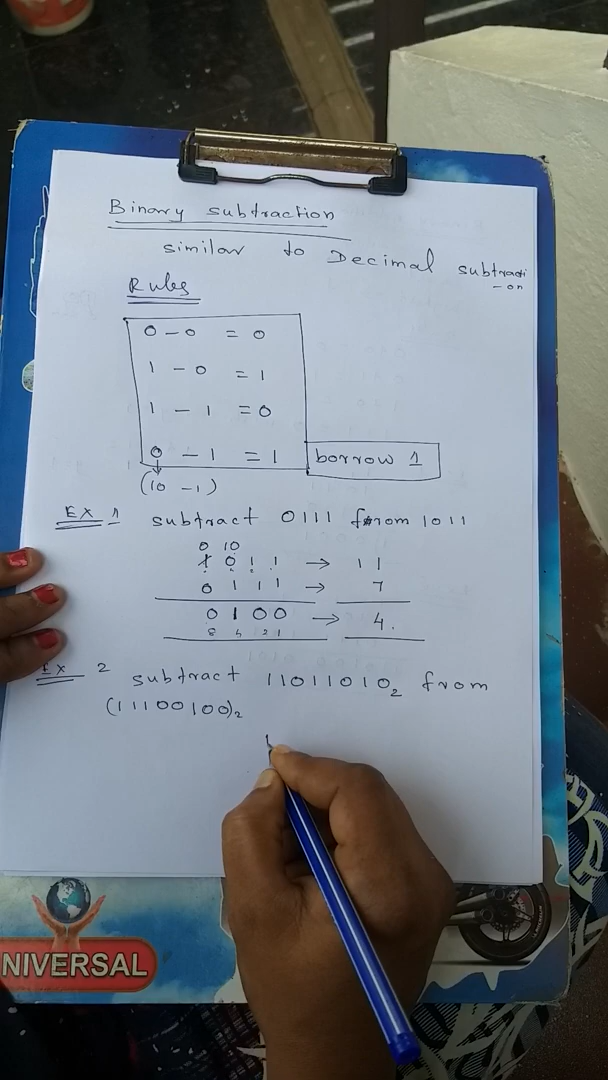 Binary subtraction
similar to Decimal subtracti
-on
Rules
0 - 0 = 0
1 - 0 = 1
1 - 1 = 0
0 - 1 = 1 borrow 1
(10 - 1)
Ex 1 subtract 0111 from 1011
0 10
1 0 1 1 → 11
0 1 1 1 → 7
0 1 0 0 → 4.
8 4 2 1
Ex 2 subtract 11011010₂ from
(11100100)₂
1
NIVERSAL